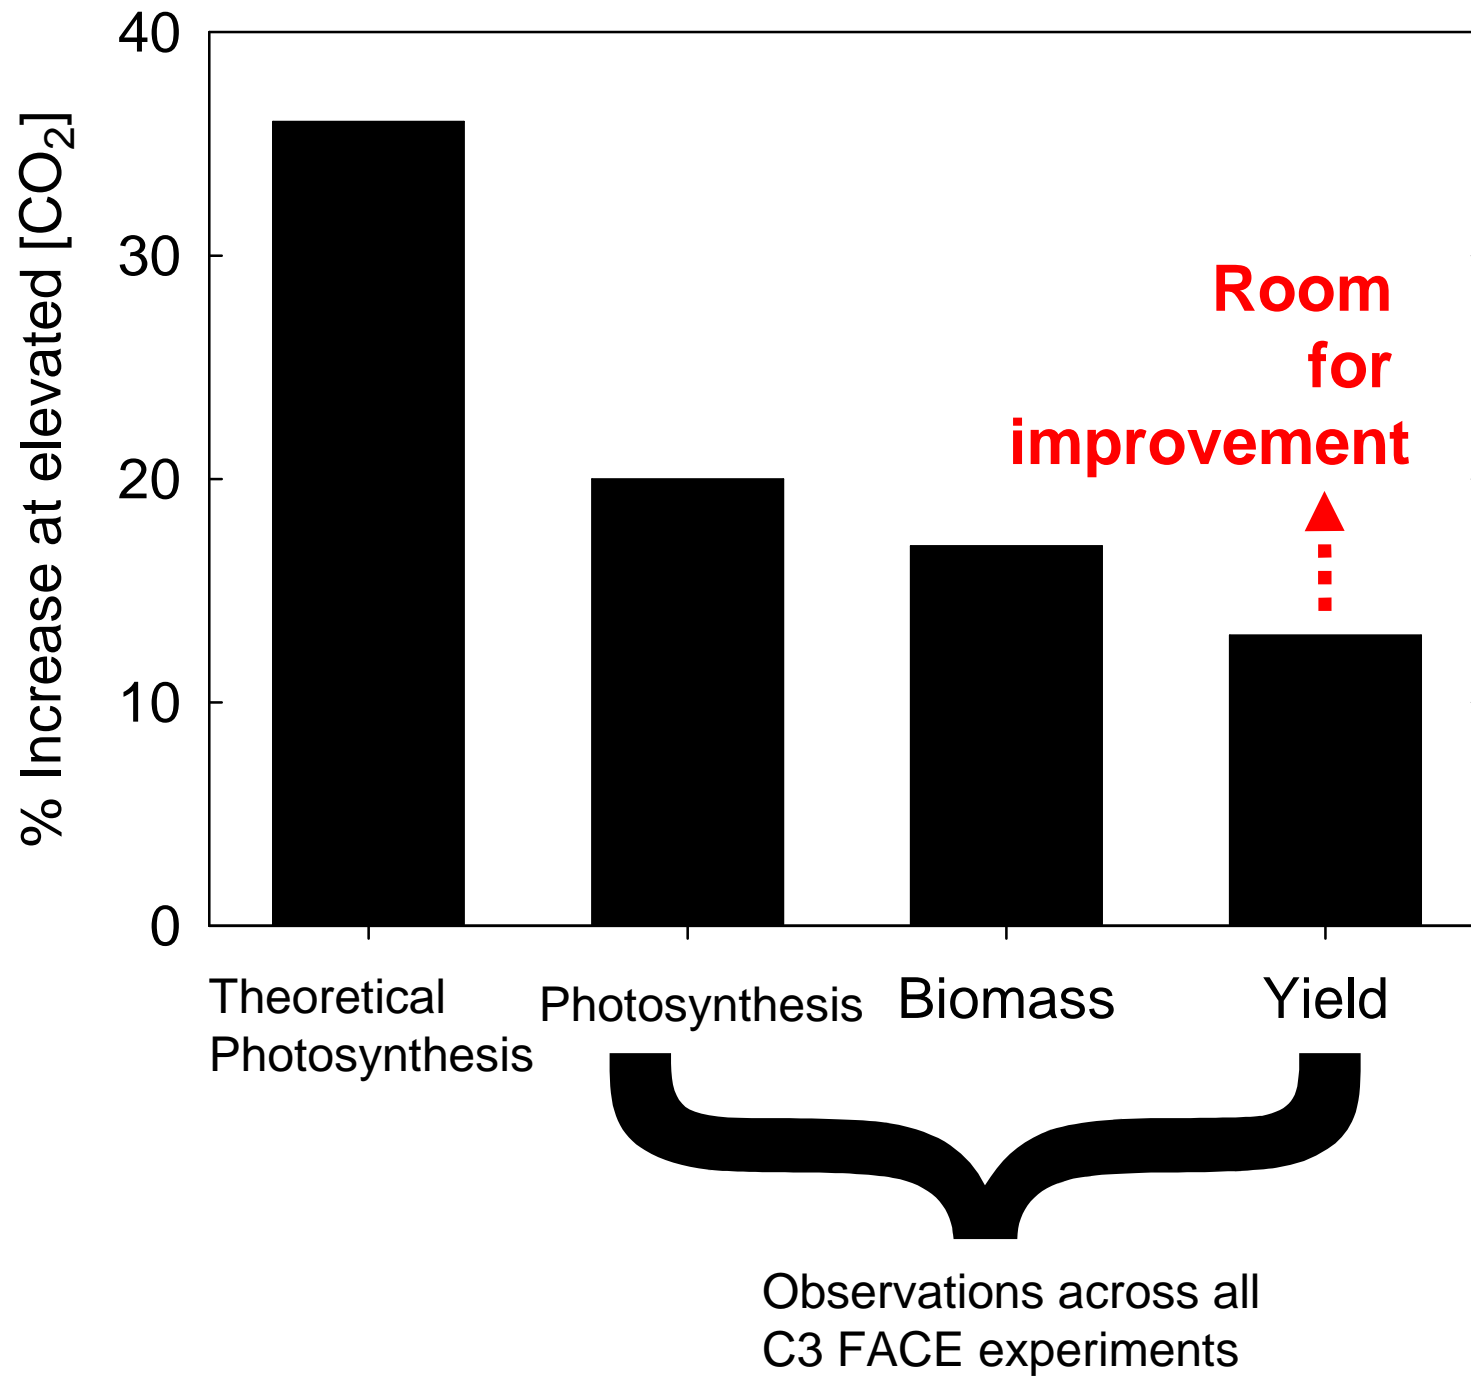 % Increase at elevated [CO₂]
40
30
20
10
0
Room
for
improvement
Theoretical
Photosynthesis
Photosynthesis
Biomass
Yield
Observations across all
C3 FACE experiments